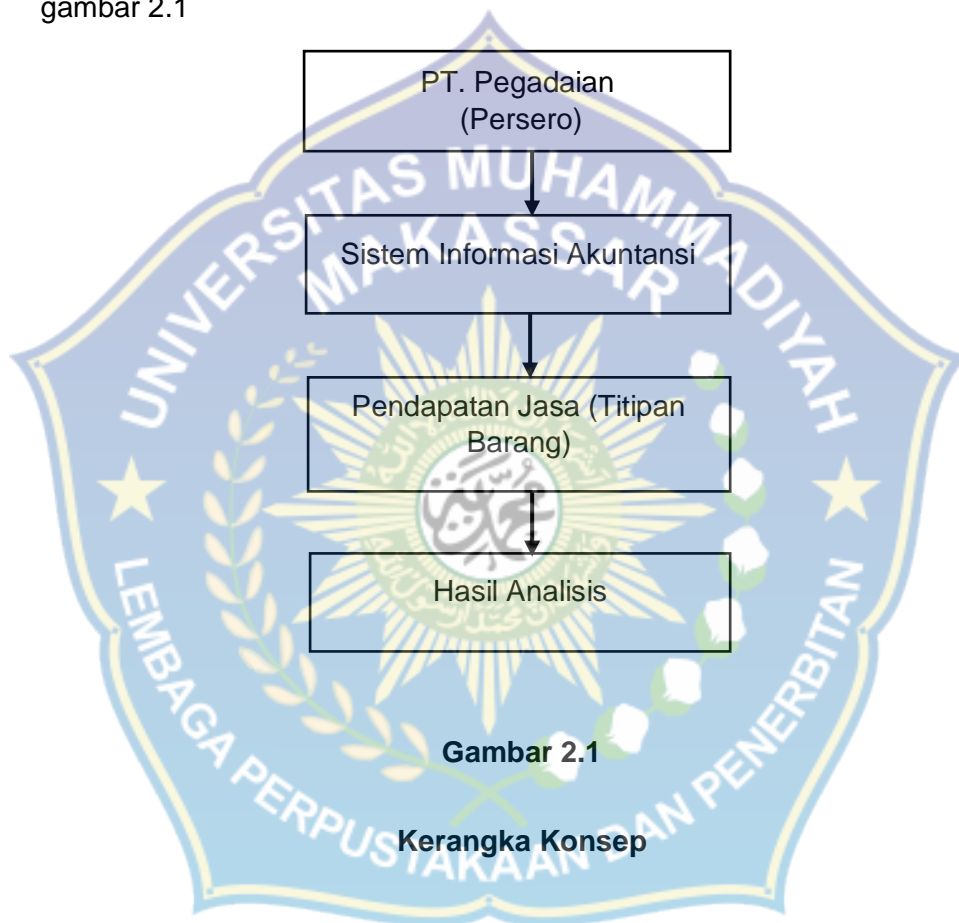 gambar 2.1
PT. Pegadaian
(Persero)
UNIVERSITAS MUHAMMADIYAH
MAKASSAR
Sistem Informasi Akuntansi
Pendapatan Jasa (Titipan
Barang)
Hasil Analisis
Gambar 2.1
Kerangka Konsep
LEMBAGA PERPUSTAKAAN DAN PENERBITAN